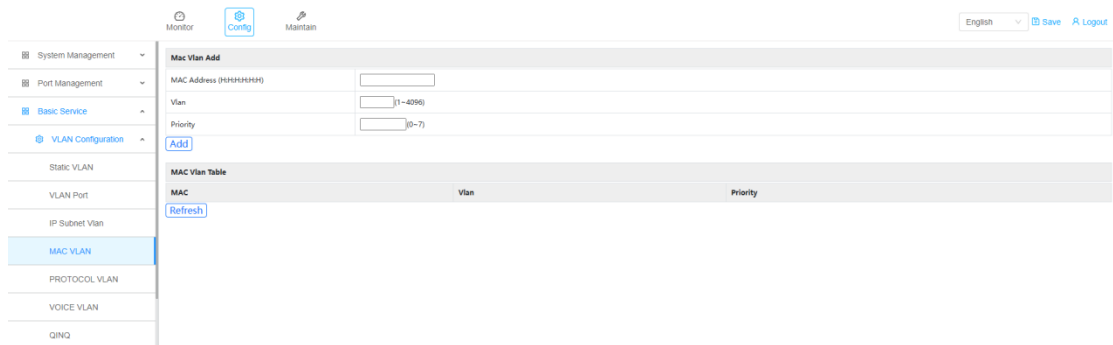 Monitor
Config
Maintain
English
Save
Logout
System Management
Port Management
Basic Service
VLAN Configuration
Static VLAN
VLAN Port
IP Subnet Vlan
MAC VLAN
PROTOCOL VLAN
VOICE VLAN
QINQ
Mac Vlan Add
MAC Address (H:H:H:H:H:H)
Vlan
(1~4096)
Priority
(0~7)
Add
MAC Vlan Table
MAC Vlan Priority
Refresh